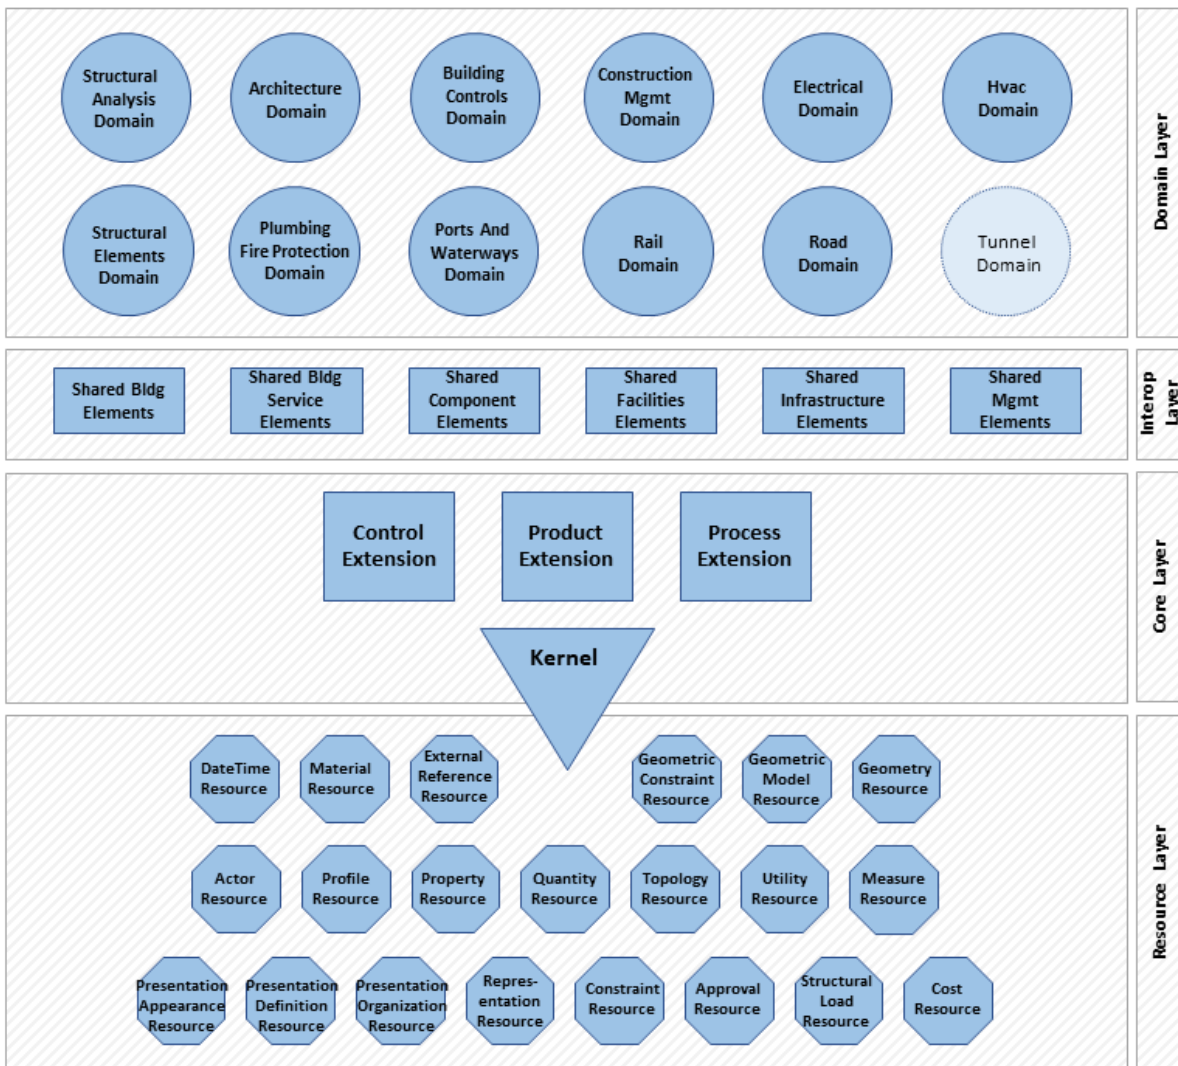 Structural
Analysis
Domain
Architecture
Domain
Building
Controls
Domain
Construction
Mgmt
Domain
Electrical
Domain
Hvac
Domain
Structural
Elements
Domain
Plumbing
Fire Protection
Domain
Ports And
Waterways
Domain
Rail
Domain
Road
Domain
Tunnel
Domain
Domain Layer
Shared Bldg
Elements
Shared Bldg
Service
Elements
Shared
Component
Elements
Shared
Facilities
Elements
Shared
Infrastructure
Elements
Shared
Mgmt
Elements
Interop
Layer
Control
Extension
Product
Extension
Process
Extension
Kernel
Core Layer
DateTime
Resource
Material
Resource
External
Reference
Resource
Geometric
Constraint
Resource
Geometric
Model
Resource
Geometry
Resource
Actor
Resource
Profile
Resource
Property
Resource
Quantity
Resource
Topology
Resource
Utility
Resource
Measure
Resource
Presentation
Appearance
Resource
Presentation
Definition
Resource
Presentation
Organization
Resource
Repres-
entation
Resource
Constraint
Resource
Approval
Resource
Structural
Load
Resource
Cost
Resource
Resource Layer